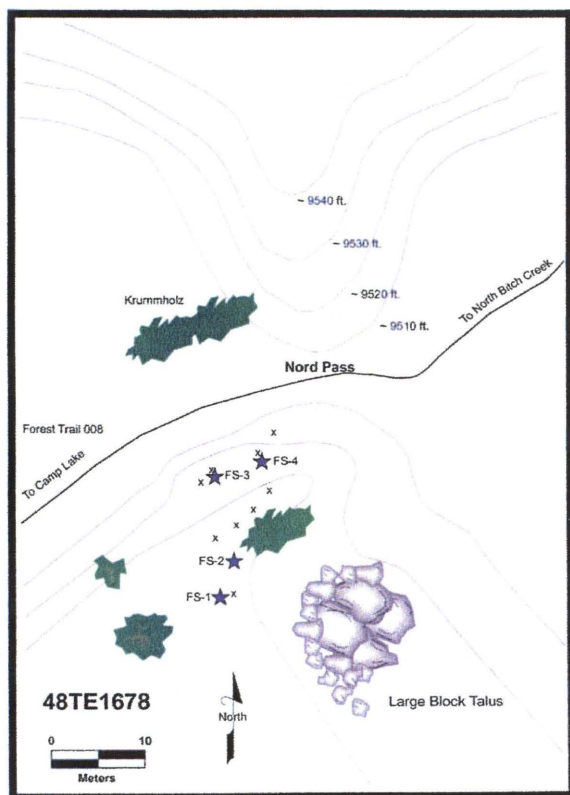 ~ 9540 ft.
~ 9530 ft.
~ 9520 ft.
~ 9510 ft.
To North Bitch Creek
Krummholz
Nord Pass
Forest Trail 008
To Camp Lake
x
x
FS-4
x
FS-3
x
x
x
x
x
FS-2
FS-1
x
48TE1678
North
Large Block Talus
0
10
Meters